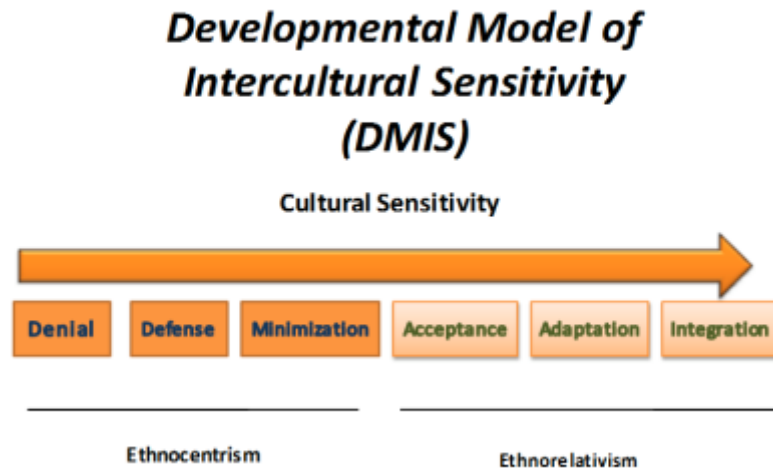 Developmental Model of
Intercultural Sensitivity
(DMIS)
Cultural Sensitivity
Denial Defense Minimization Acceptance Adaptation Integration
Ethnocentrism Ethnorelativism